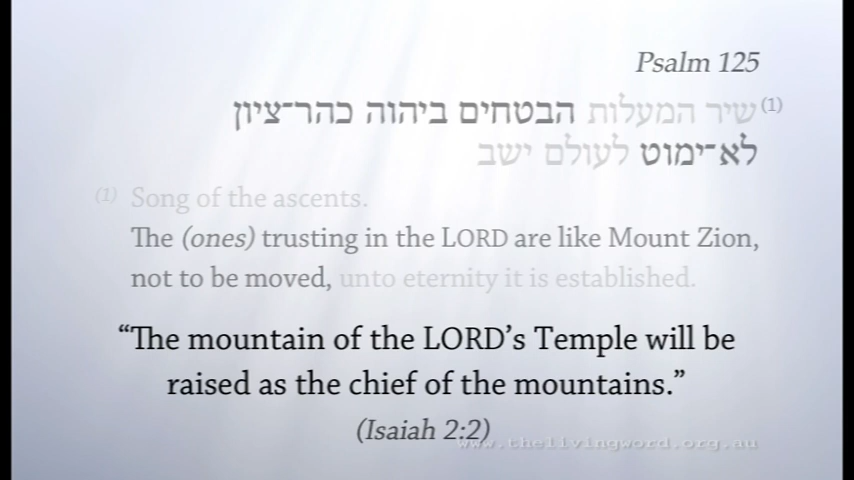 Psalm 125
(1) שיר המעלות הבטחים ביהוה כהר־ציון
לא־ימוט לעולם ישב
(1) Song of the ascents.
The (ones) trusting in the LORD are like Mount Zion,
not to be moved, unto eternity it is established.
“The mountain of the LORD’s Temple will be
raised as the chief of the mountains.”
(Isaiah 2:2)
www.thelivingword.org.au